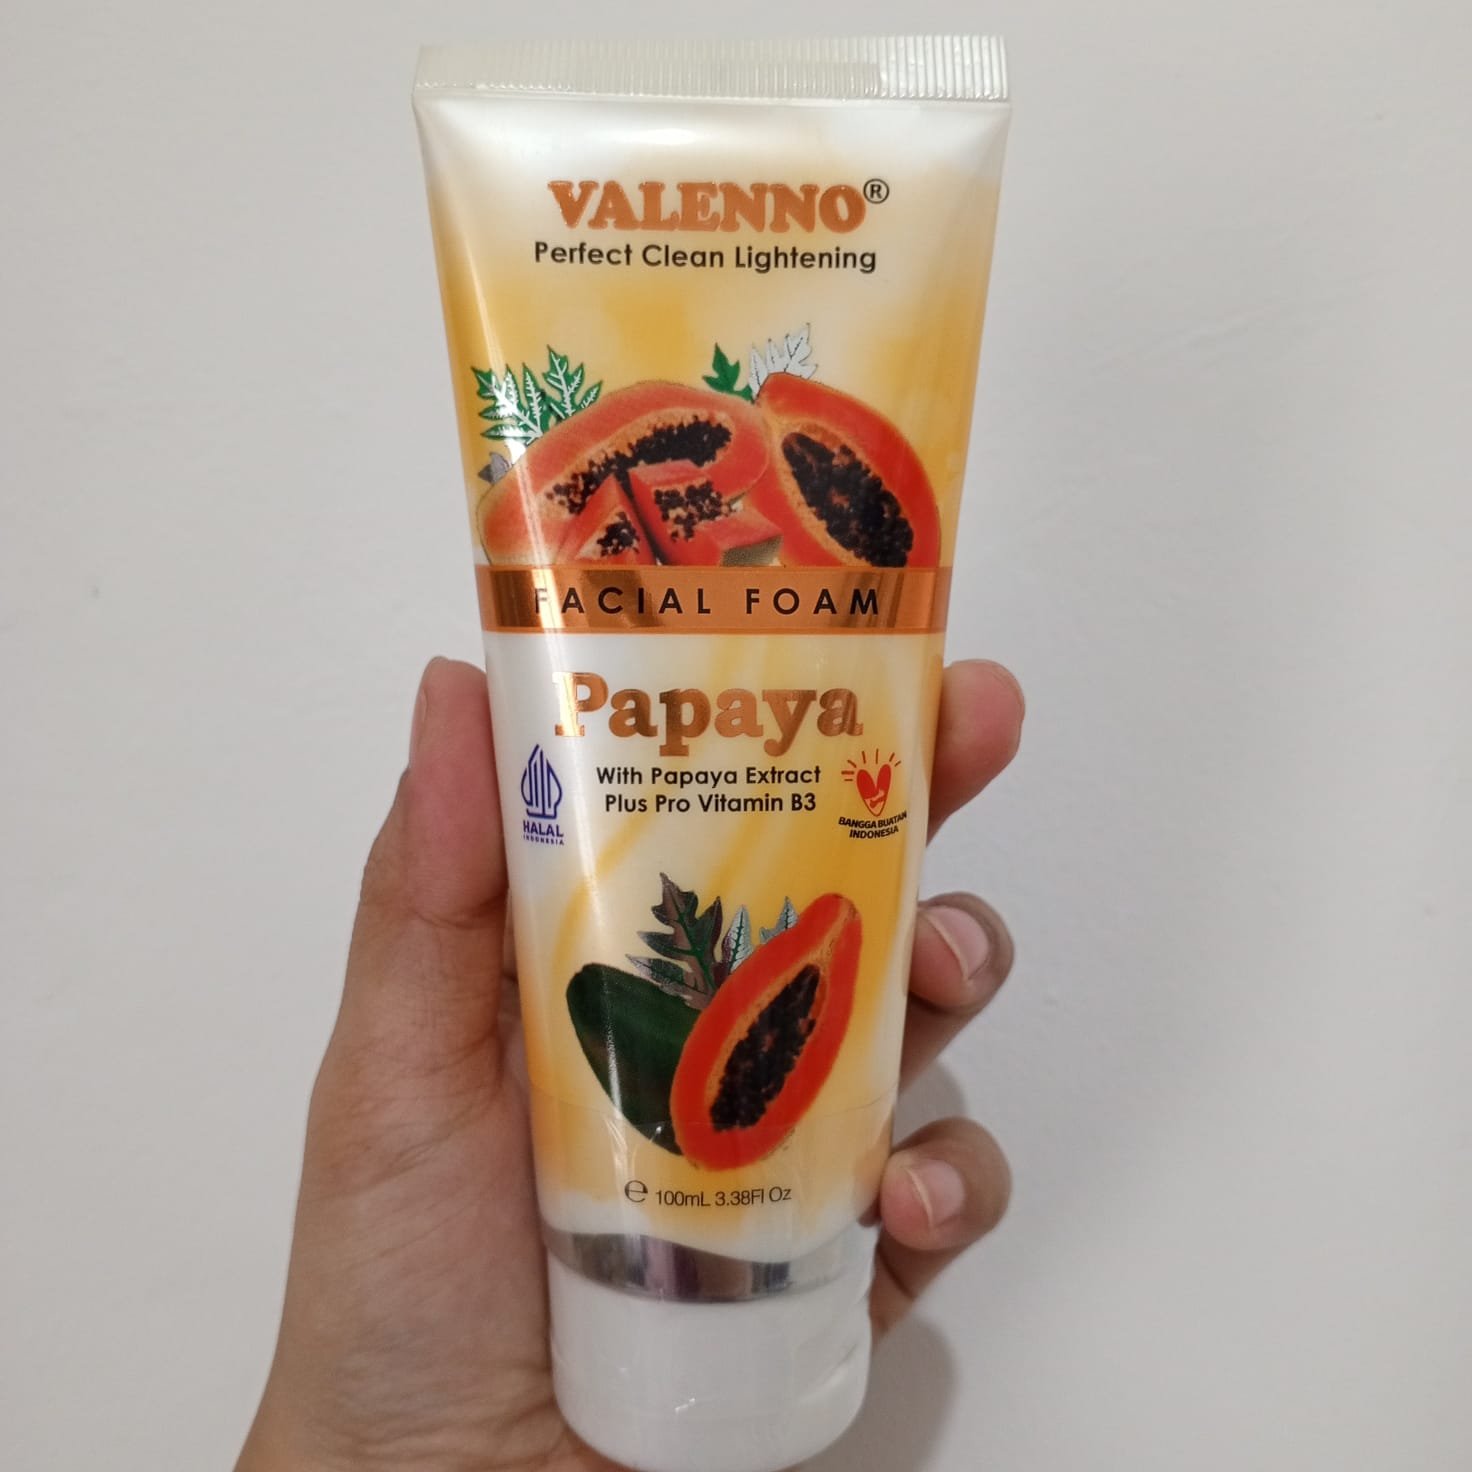 VALENNO®
Perfect Clean Lightening
FACIAL FOAM
Papaya
With Papaya Extract
Plus Pro Vitamin B3
HALAL
INDONESIA
BANGGA BUATAN
INDONESIA
℮ 100mL 3.38Fl Oz